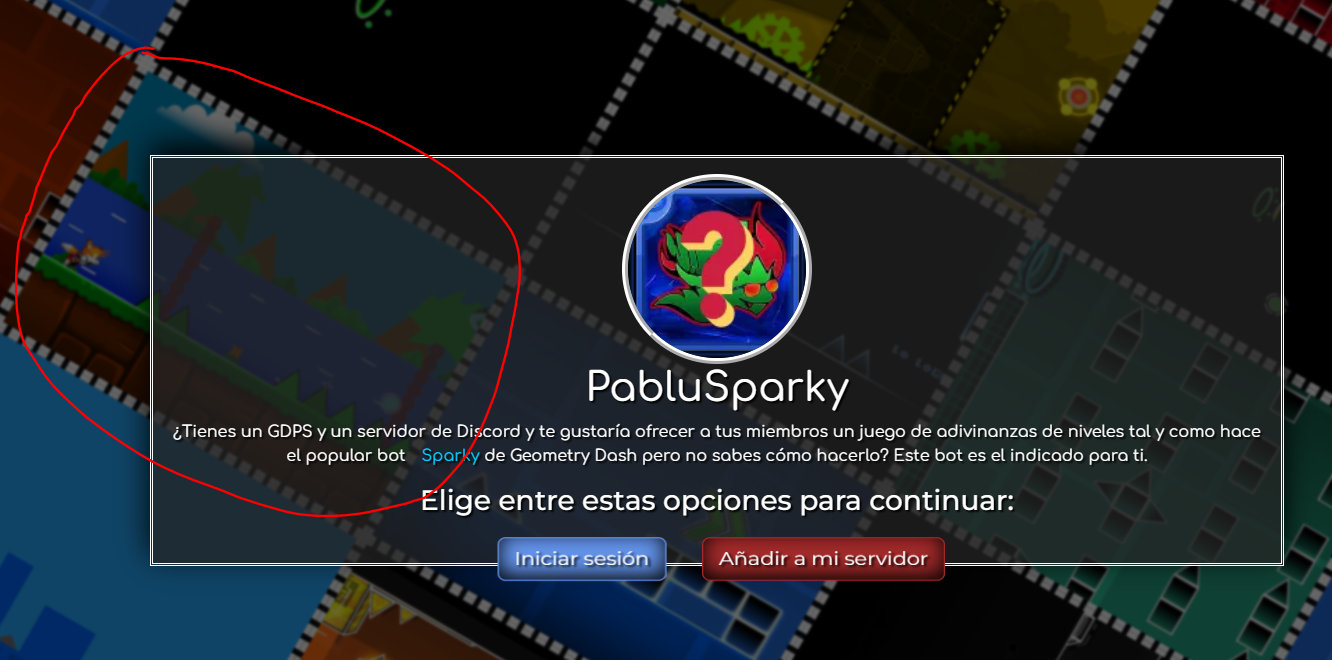 PabluSparky
¿Tienes un GDPS y un servidor de Discord y te gustaría ofrecer a tus miembros un juego de adivinanzas de niveles tal y como hace
el popular bot Sparky de Geometry Dash pero no sabes cómo hacerlo? Este bot es el indicado para ti.
Elige entre estas opciones para continuar:
Iniciar sesión Añadir a mi servidor